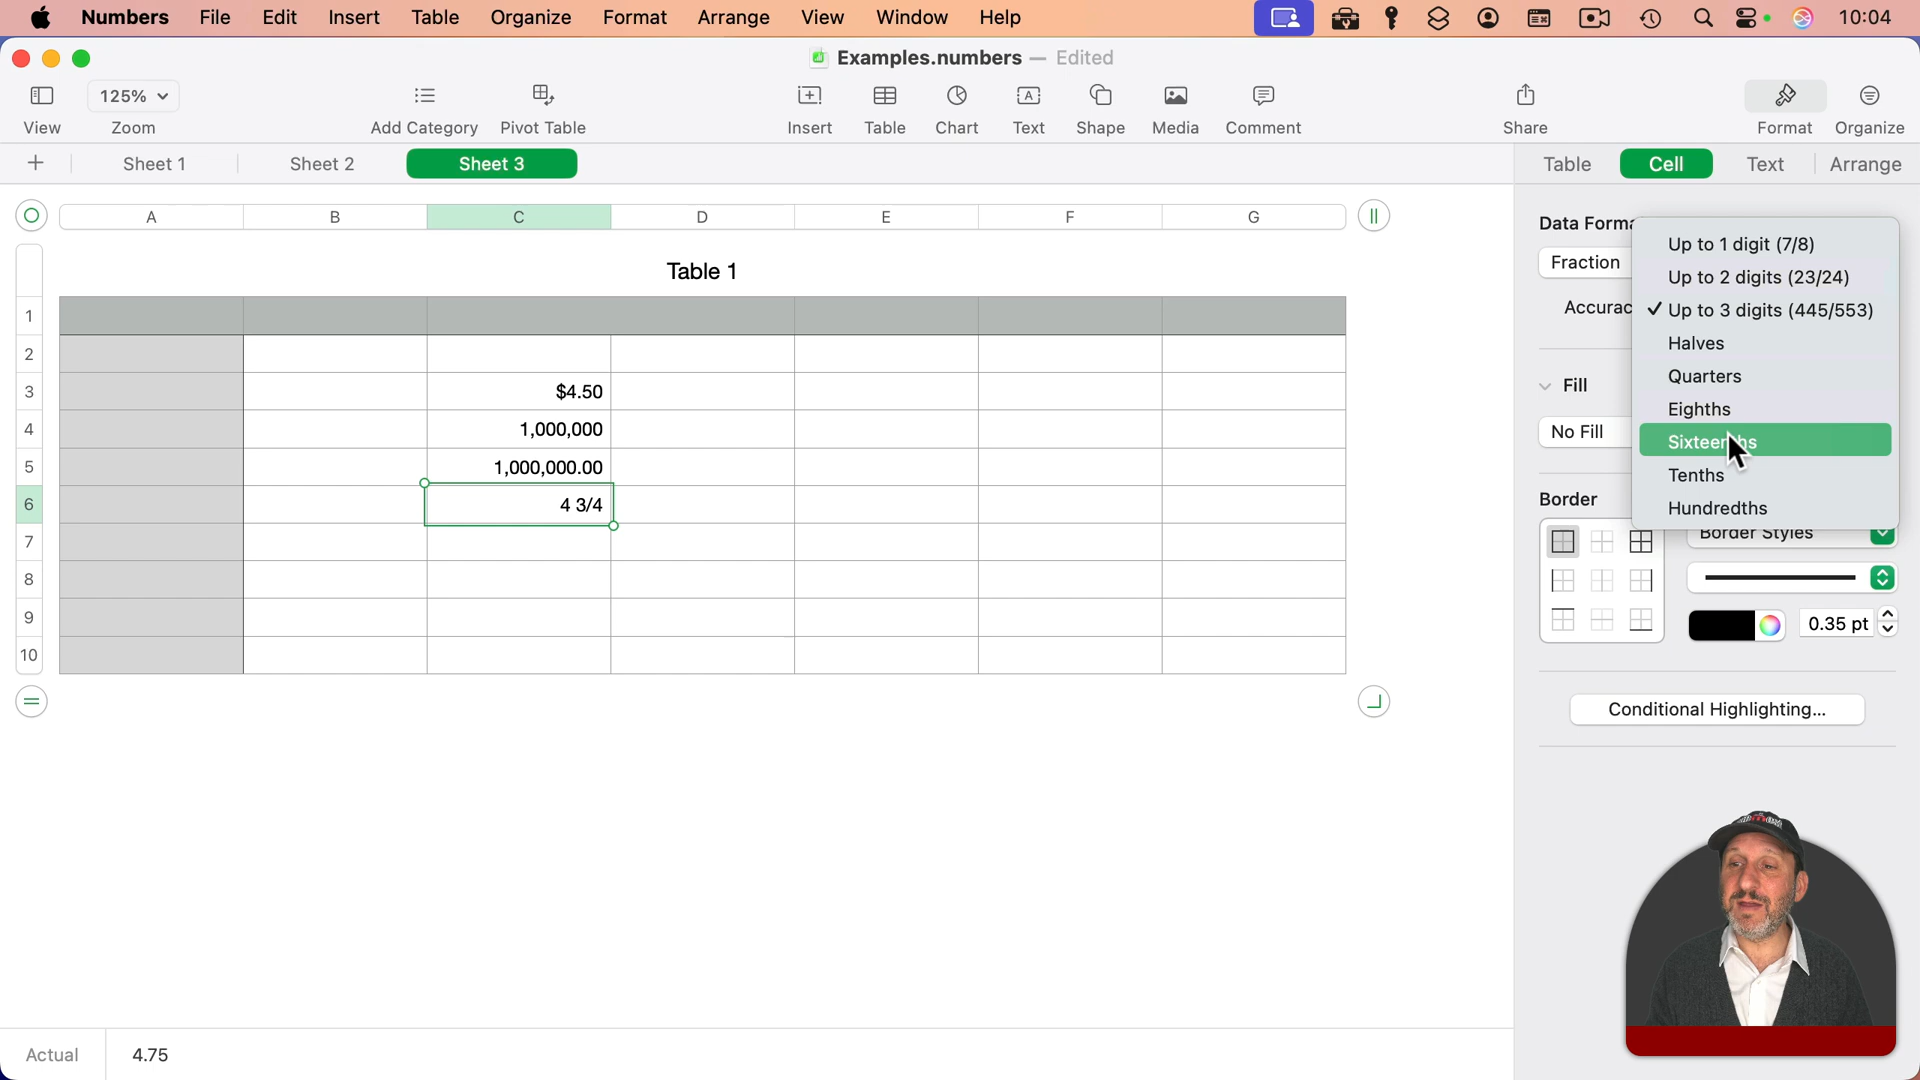 Numbers File Edit Insert Table Organize Format Arrange View Window Help 10:04
Examples.numbers — Edited
125%
View Zoom Add Category Pivot Table Insert Table Chart Text Shape Media Comment Share Format Organize
Sheet 1 Sheet 2 Sheet 3 Table Cell Text Arrange
A B C D E F G
Data Forma
Up to 1 digit (7/8)
Fraction
Up to 2 digits (23/24)
Table 1
Accurac
✓ Up to 3 digits (445/553)
1
Halves
2
Quarters
Fill
3 $4.50
Eighths
4 1,000,000
No Fill
Sixteenths
5 1,000,000.00
Tenths
Border
6 4 3/4
Hundredths
Border Styles
7
8
9
0.35 pt
10
Conditional Highlighting...
Actual 4.75